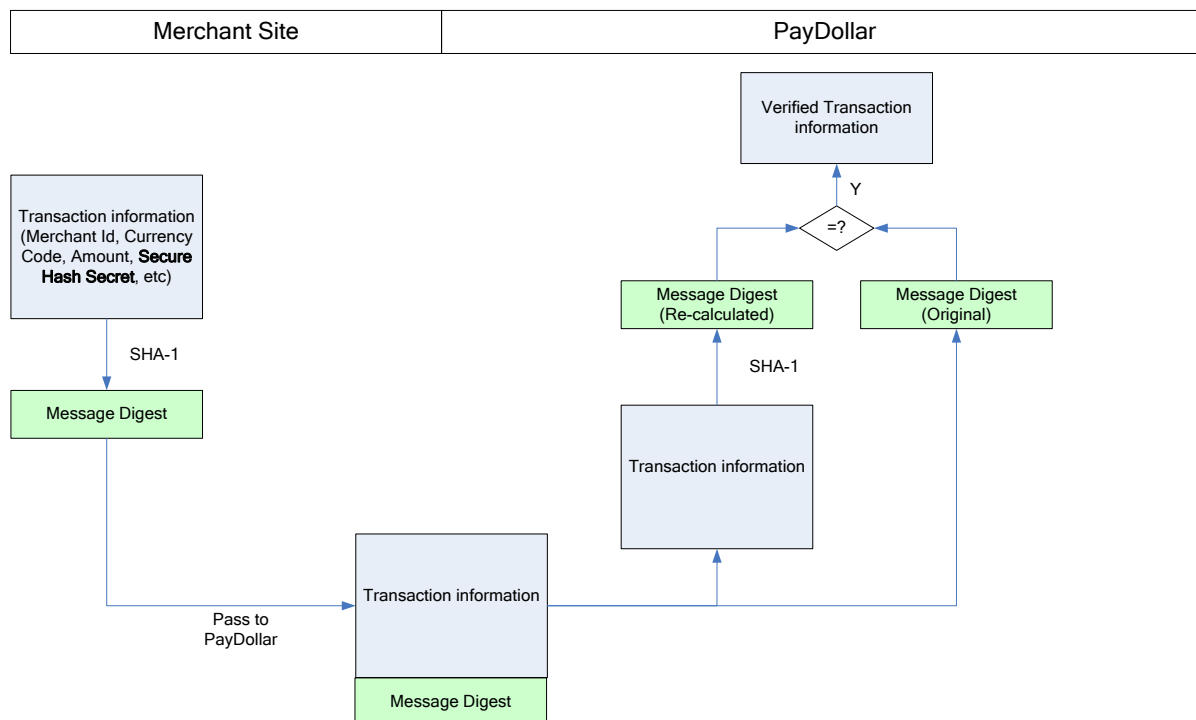 Merchant Site
PayDollar
Verified Transaction
information
Y
=?
Transaction information
(Merchant Id, Currency
Code, Amount, Secure
Hash Secret, etc)
Message Digest
(Re-calculated)
Message Digest
(Original)
SHA-1
SHA-1
Message Digest
Transaction information
Transaction information
Pass to
PayDollar
Message Digest